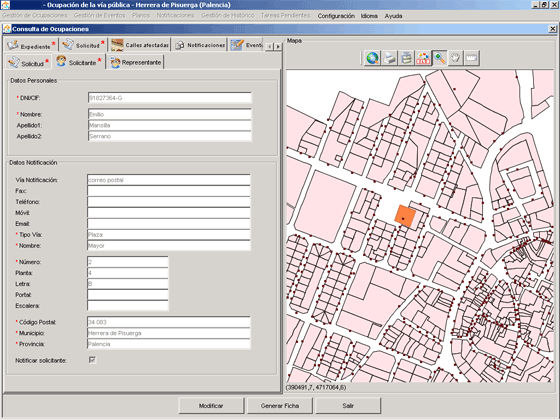 - Ocupación de la vía pública - Herrera de Pisuerga (Palencia)
Gestión de Ocupaciones Gestión de Eventos Planos Notificaciones Gestión de Histórico Tareas Pendientes Configuración Idioma Ayuda
Consulta de Ocupaciones
Expediente * Solicitud * Calles afectadas Notificaciones Evento
Solicitud * Solicitante * Representante
Datos Personales
* DNI/CIF: 91827364-G
* Nombre: Emilio
Apellido1: Mansilla
Apellido2: Serrano
Datos Notificación
Vía Notificación: correo postal
Fax:
Teléfono:
Móvil:
Email:
* Tipo Vía: Plaza
* Nombre: Mayor
* Número: 2
Planta: 4
Letra: B
Portal:
Escalera:
* Código Postal: 34.083
* Municipio: Herrera de Pisuerga
* Provincia: Palencia
Notificar solicitante:
Mapa
(390491,7, 4717064,6)
Modificar Generar Ficha Salir